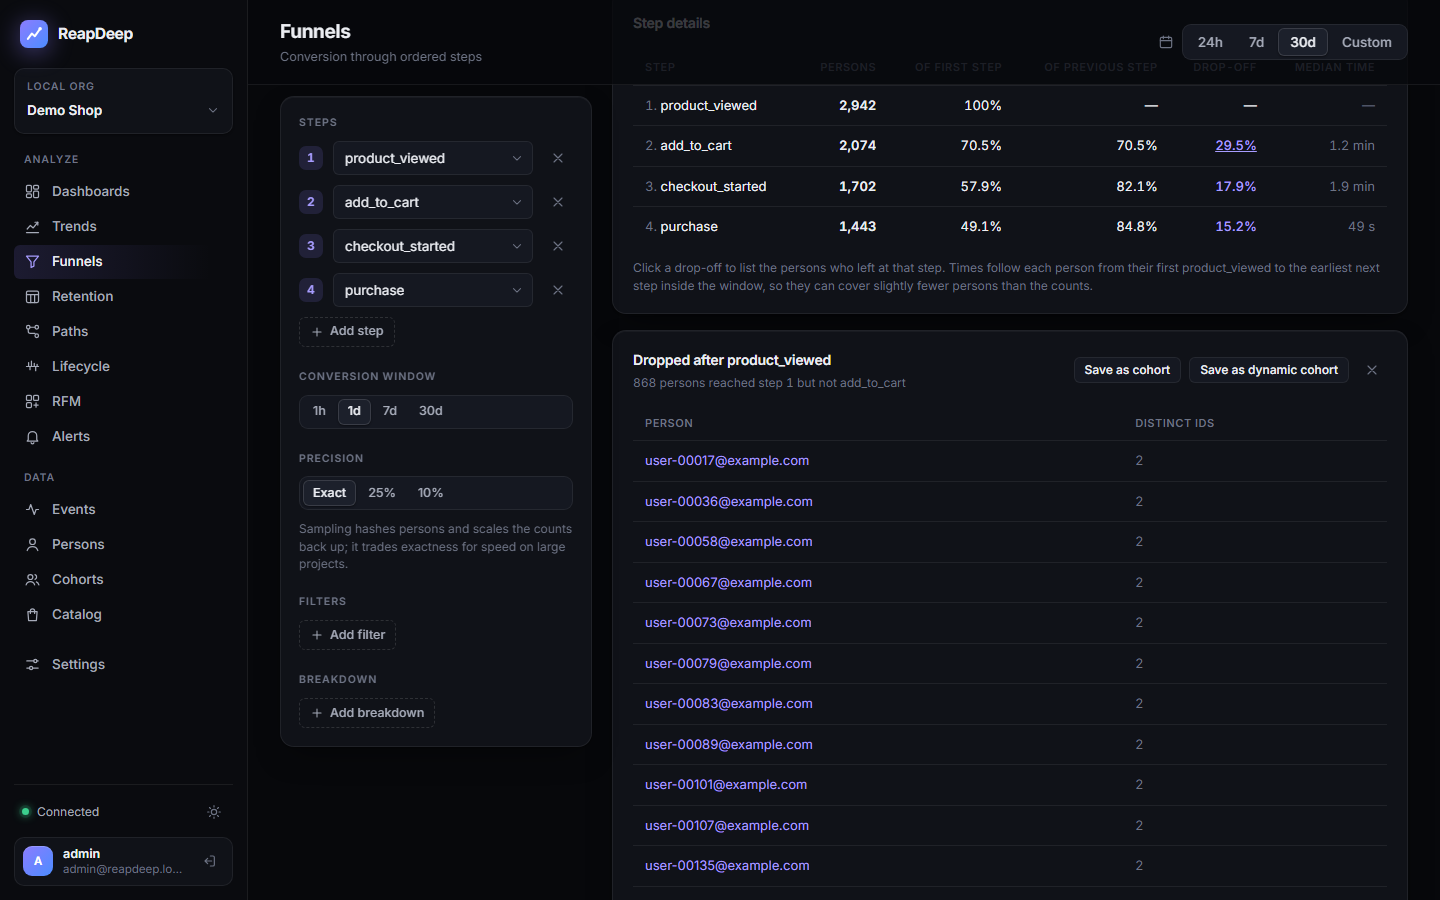 ReapDeep
LOCAL ORG
Demo Shop
ANALYZE
Dashboards
Trends
Funnels
Retention
Paths
Lifecycle
RFM
Alerts
DATA
Events
Persons
Cohorts
Catalog
Settings
Connected
A
admin
admin@reapdeep.lo...
Funnels
Conversion through ordered steps
24h 7d 30d Custom
STEPS
1 product_viewed
2 add_to_cart
3 checkout_started
4 purchase
+ Add step
CONVERSION WINDOW
1h 1d 7d 30d
PRECISION
Exact 25% 10%
Sampling hashes persons and scales the counts
back up; it trades exactness for speed on large
projects.
FILTERS
+ Add filter
BREAKDOWN
+ Add breakdown
Step details
STEP PERSONS OF FIRST STEP OF PREVIOUS STEP DROP-OFF MEDIAN TIME
1. product_viewed 2,942 100% — — —
2. add_to_cart 2,074 70.5% 70.5% 29.5% 1.2 min
3. checkout_started 1,702 57.9% 82.1% 17.9% 1.9 min
4. purchase 1,443 49.1% 84.8% 15.2% 49 s
Click a drop-off to list the persons who left at that step. Times follow each person from their first product_viewed to the earliest next
step inside the window, so they can cover slightly fewer persons than the counts.
Dropped after product_viewed
868 persons reached step 1 but not add_to_cart
Save as cohort Save as dynamic cohort
PERSON DISTINCT IDS
user-00017@example.com 2
user-00036@example.com 2
user-00058@example.com 2
user-00067@example.com 2
user-00073@example.com 2
user-00079@example.com 2
user-00083@example.com 2
user-00089@example.com 2
user-00101@example.com 2
user-00107@example.com 2
user-00135@example.com 2